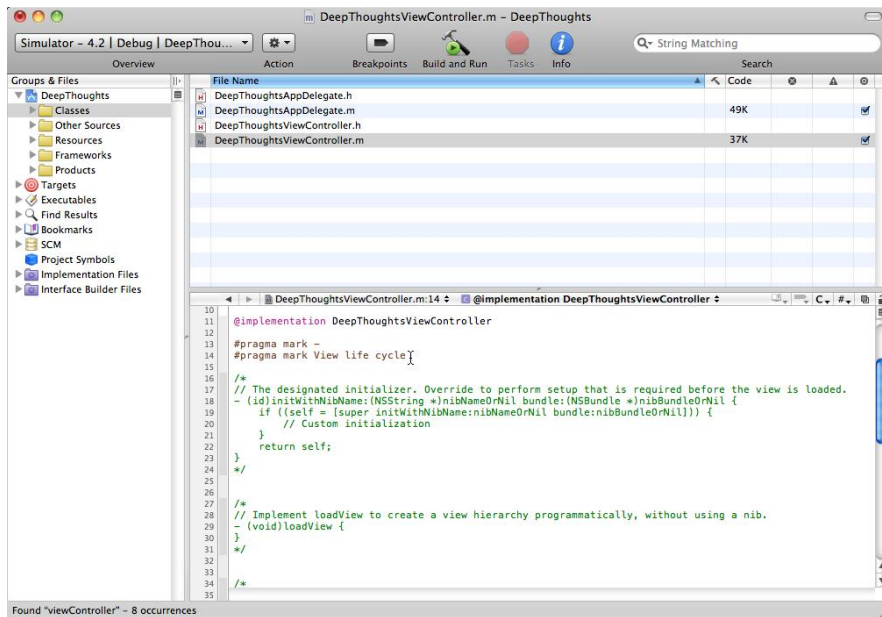 DeepThoughtsViewController.m – DeepThoughts
Simulator – 4.2 | Debug | DeepThou...
String Matching
Overview
Action
Breakpoints
Build and Run
Tasks
Info
Search
Groups & Files
File Name
Code
DeepThoughts
Classes
Other Sources
Resources
Frameworks
Products
Targets
Executables
Find Results
Bookmarks
SCM
Project Symbols
Implementation Files
Interface Builder Files
DeepThoughtsAppDelegate.h
DeepThoughtsAppDelegate.m 49K
DeepThoughtsViewController.h
DeepThoughtsViewController.m 37K
DeepThoughtsViewController.m:14 @implementation DeepThoughtsViewController C #
10
11 @implementation DeepThoughtsViewController
12
13 #pragma mark -
14 #pragma mark View life cycle
15
16 /*
17 // The designated initializer. Override to perform setup that is required before the view is loaded.
18 - (id)initWithNibName:(NSString *)nibNameOrNil bundle:(NSBundle *)nibBundleOrNil {
19 if ((self = [super initWithNibName:nibNameOrNil bundle:nibBundleOrNil])) {
20 // Custom initialization
21 }
22 return self;
23 }
24 */
25
26
27 /*
28 // Implement loadView to create a view hierarchy programmatically, without using a nib.
29 - (void)loadView {
30 }
31 */
32
33
34 /*
35
Found "viewController" – 8 occurrences